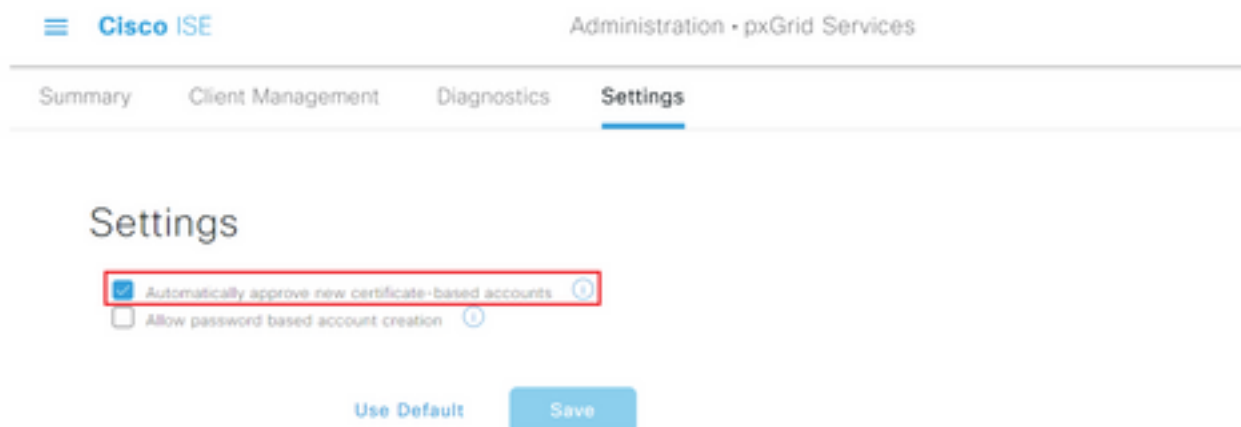 Cisco ISE Administration • pxGrid Services
Summary Client Management Diagnostics Settings
Settings
Automatically approve new certificate-based accounts
Allow password based account creation
Use Default Save